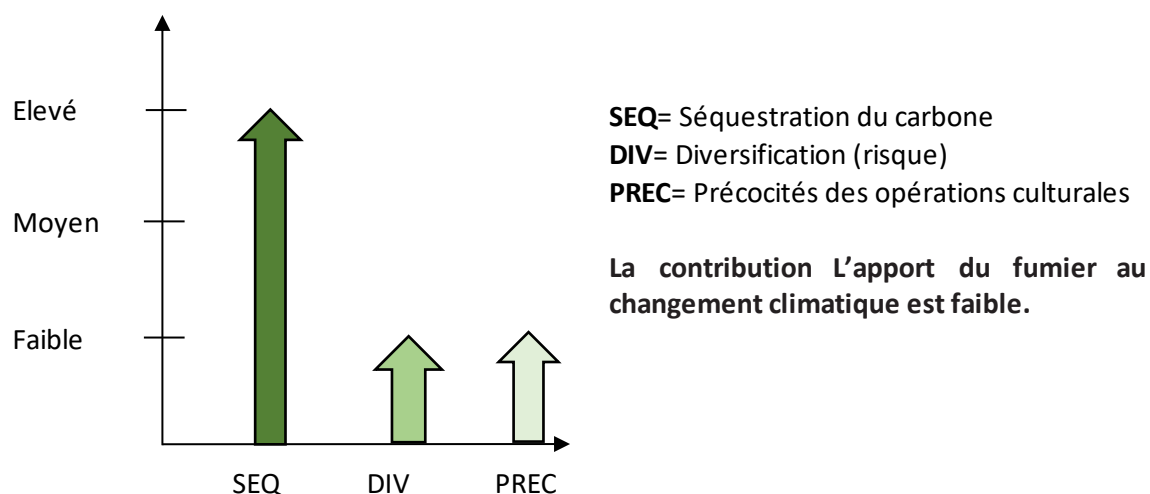 Elevé
Moyen
Faible
SEQ DIV PREC
SEQ= Séquestration du carbone
DIV= Diversification (risque)
PREC= Précocités des opérations culturales
La contribution L’apport du fumier au
changement climatique est faible.